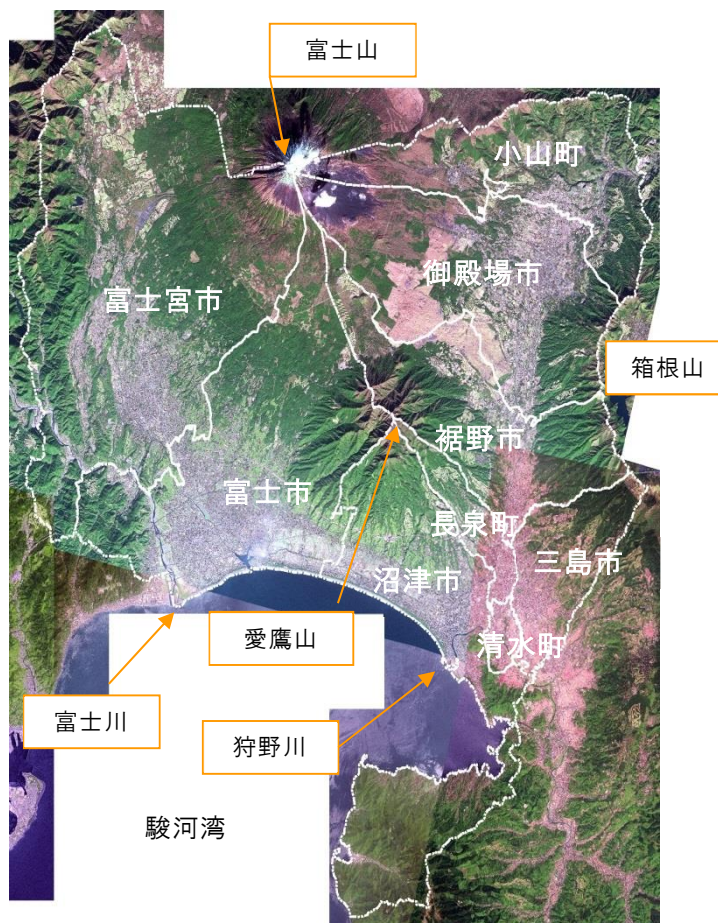 富士山
小山町
御殿場市
富士宮市
箱根山
裾野市
富士市
長泉町
三島市
沼津市
愛鷹山
清水町
富士川
狩野川
駿河湾